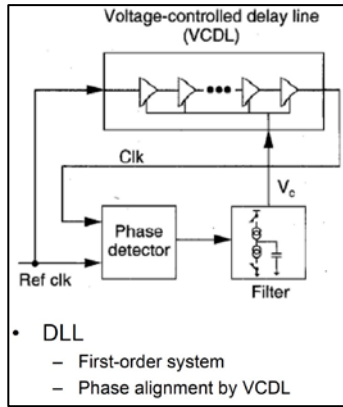 Voltage-controlled delay line
(VCDL)
Clk
Vc
Phase
detector
Ref clk
Filter
• DLL
– First-order system
– Phase alignment by VCDL